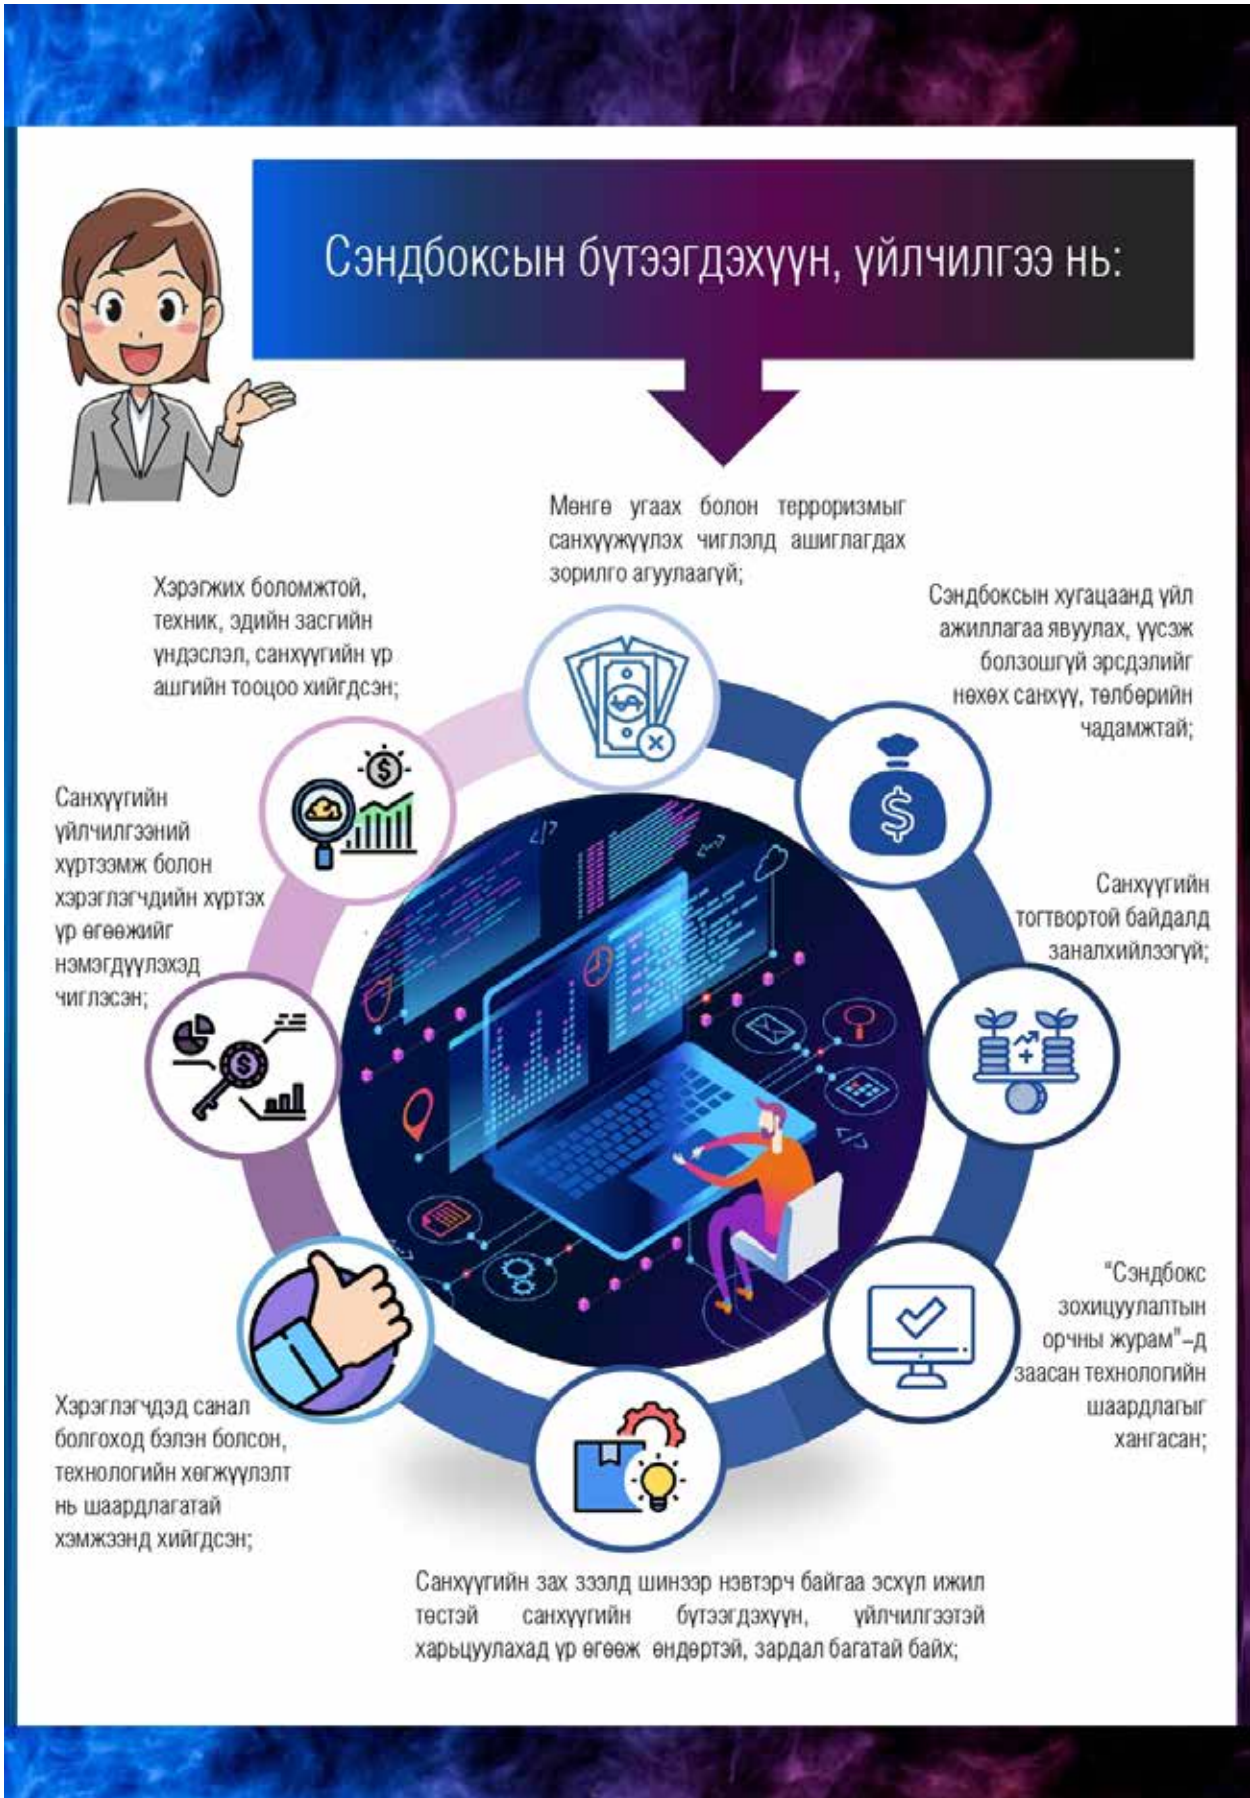 Сэндбоксын бүтээгдэхүүн, үйлчилгээ нь:
Мөнгө угаах болон терроризмыг
санхүүжүүлэх чиглэлд ашиглагдах
зорилго агуулаагүй;
Сэндбоксын хугацаанд үйл
ажиллагаа явуулах, үүсэж
болзошгүй эрсдэлийг
нөхөх санхүү, төлбөрийн
чадамжтай;
Санхүүгийн
тогтвортой байдалд
заналхийлээгүй;
"Сэндбокс
зохицуулалтын
орчны журам"–д
заасан технологийн
шаардлагыг
хангасан;
Санхүүгийн зах зээлд шинээр нэвтэрч байгаа эсхүл ижил
төстэй санхүүгийн бүтээгдэхүүн, үйлчилгээтэй
харьцуулахад үр өгөөж өндөртэй, зардал багатай байх;
Хэрэглэгчдэд санал
болгоход бэлэн болсон,
технологийн хөгжүүлэлт
нь шаардлагатай
хэмжээнд хийгдсэн;
Санхүүгийн
үйлчилгээний
хүртээмж болон
хэрэглэгчдийн хүртэх
үр өгөөжийг
нэмэгдүүлэхэд
чиглэсэн;
Хэрэгжих боломжтой,
техник, эдийн засгийн
үндэслэл, санхүүгийн үр
ашгийн тооцоо хийгдсэн;